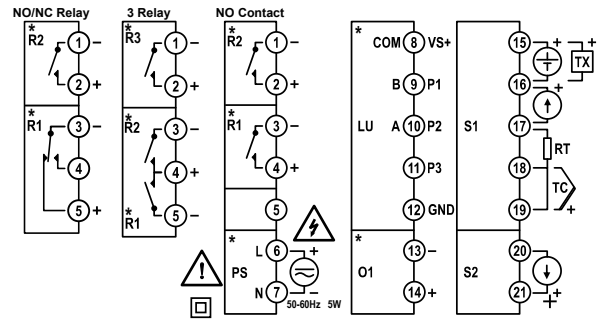 NO/NC Relay 3 Relay NO Contact
* R2 1 −
2 +
* R1 3 −
4
5 +
* R3 1 −
2 +
* R2 3 −
4 +
* R1 5 −
* R2 1 −
2 +
* R1 3 −
4 +
5
* PS L 6 +
N 7 −
50-60Hz 5W
* LU COM 8 VS+
B 9 P1
A 10 P2
11 P3
12 GND
* O1 13 −
14 +
S1 15 + + TX
16 +
17 RT
18 TC
19 +
S2 20
21 +